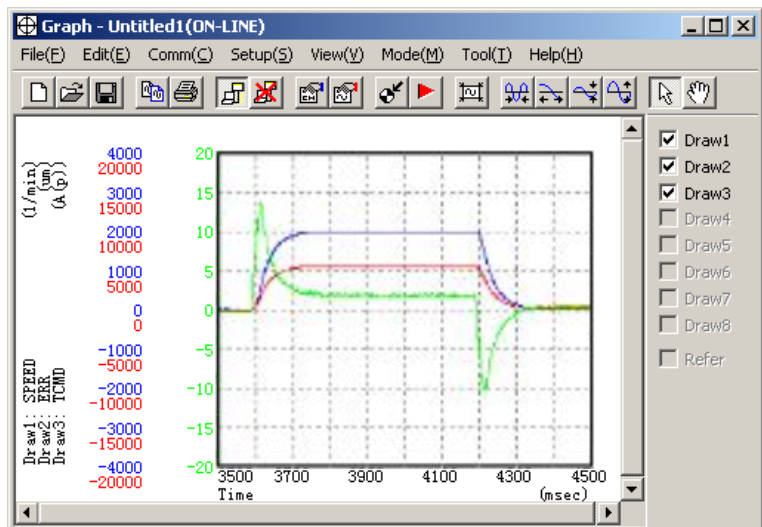 Graph - Untitled1(ON-LINE)
File(F) Edit(E) Comm(C) Setup(S) View(V) Mode(M) Tool(T) Help(H)
(1/min)
(um)
(A(p))
Draw1: SPEED
Draw2: ERR
Draw3: TCMD
4000
20000
3000
15000
2000
10000
1000
5000
0
0
-1000
-5000
-2000
-10000
-3000
-15000
-4000
-20000
20
15
10
5
0
-5
-10
-15
-20
3500 3700 3900 4100 4300 4500
Time (msec)
Draw1
Draw2
Draw3
Draw4
Draw5
Draw6
Draw7
Draw8
Refer